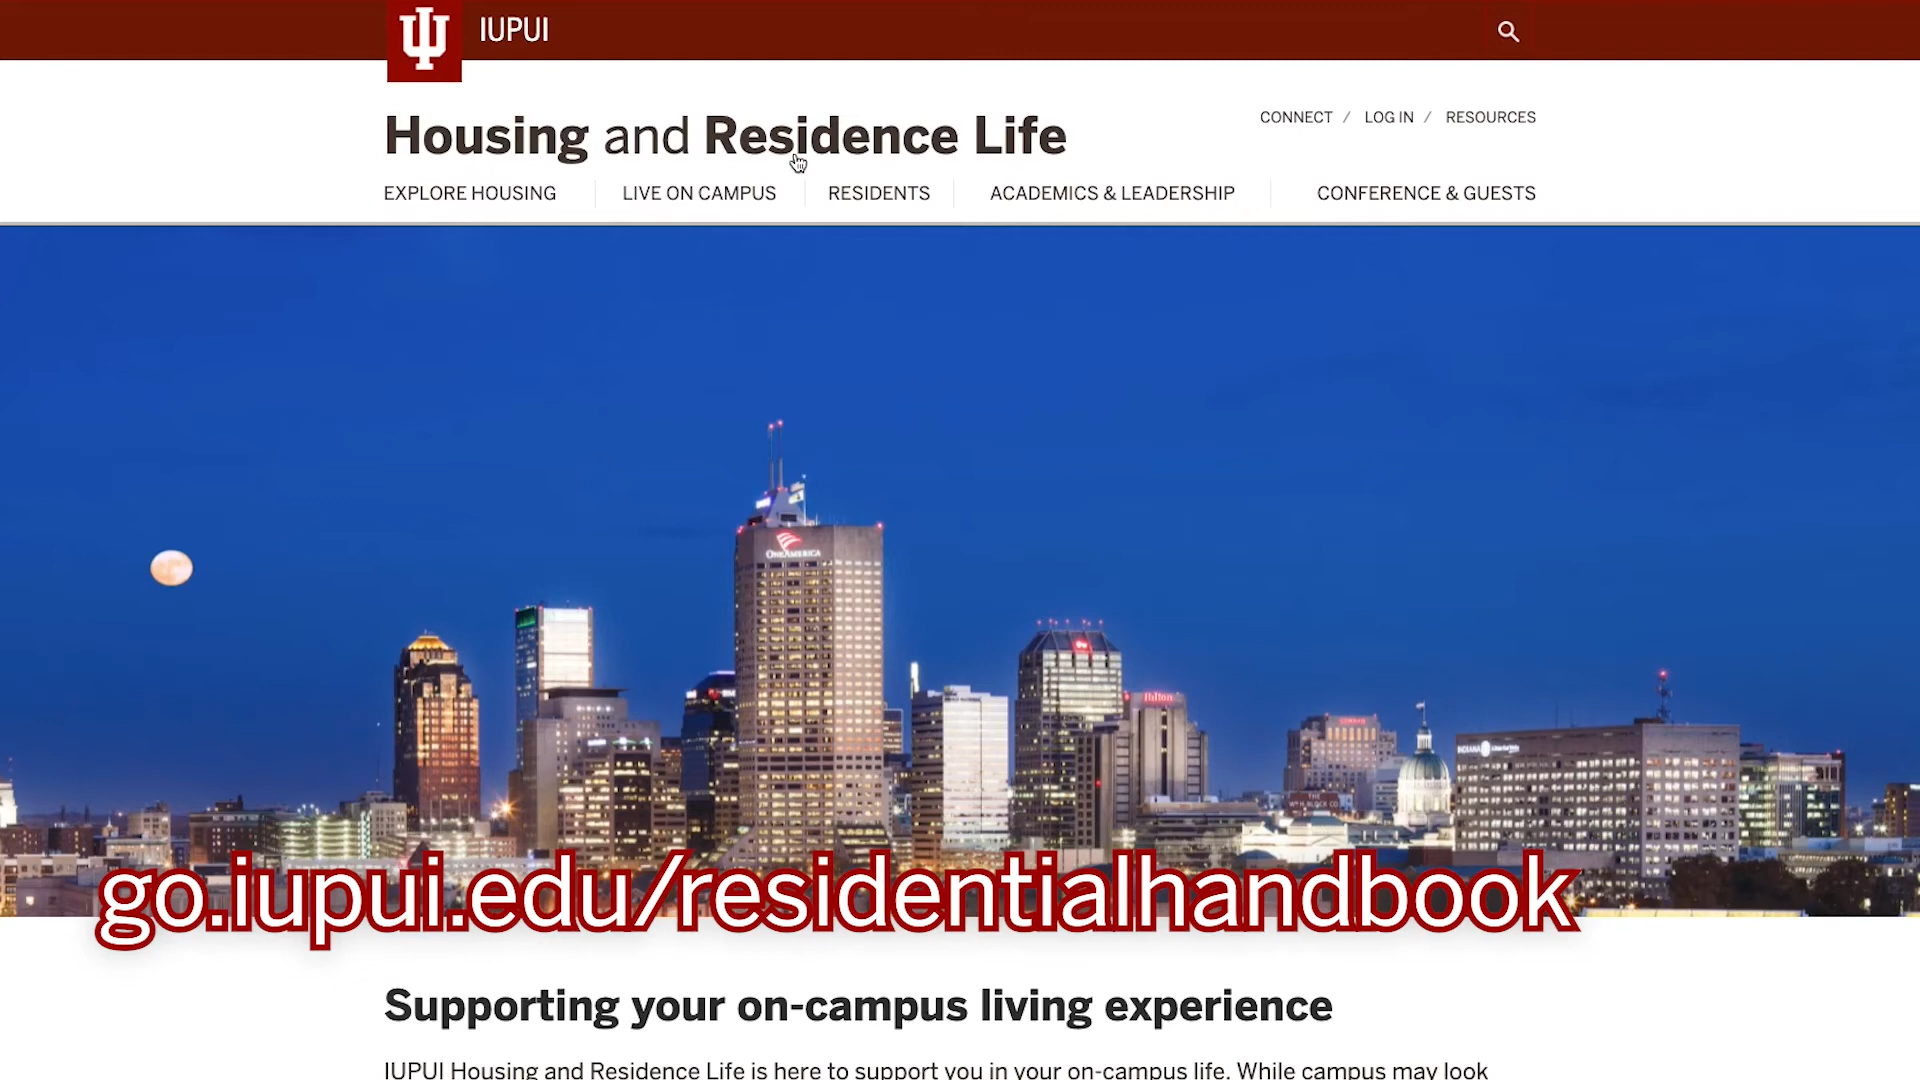 IUPUI
Housing and Residence Life
CONNECT / LOG IN / RESOURCES
EXPLORE HOUSING
LIVE ON CAMPUS
RESIDENTS
ACADEMICS & LEADERSHIP
CONFERENCE & GUESTS
ONEAMERICA
Hilton
go.iupui.edu/residentialhandbook
Supporting your on-campus living experience
IUPUI Housing and Residence Life is here to support you in your on-campus life. While campus may look